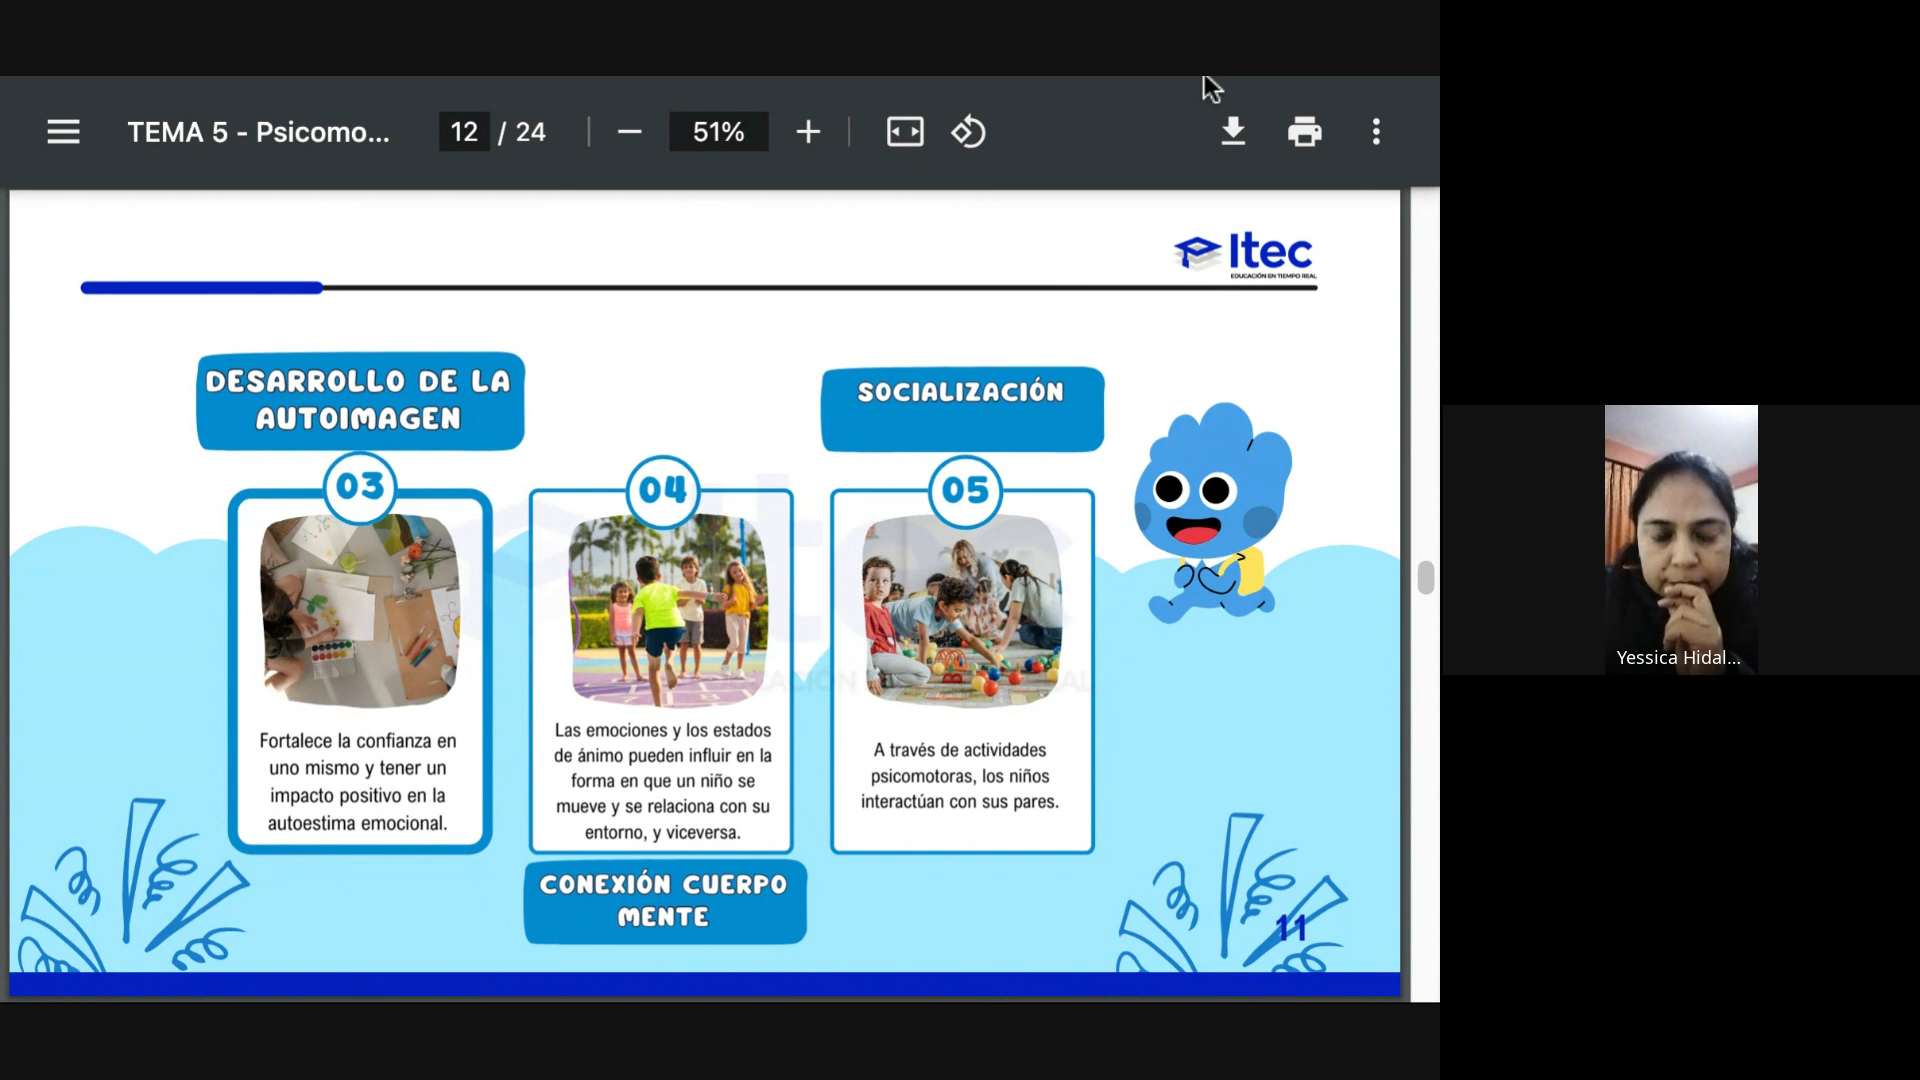 TEMA 5 - Psicomo...
12 / 24
51%
Itec
EDUCACIÓN EN TIEMPO REAL
DESARROLLO DE LA
AUTOIMAGEN
SOCIALIZACIÓN
03
04
05
Fortalece la confianza en
uno mismo y tener un
impacto positivo en la
autoestima emocional.
Las emociones y los estados
de ánimo pueden influir en la
forma en que un niño se
mueve y se relaciona con su
entorno, y viceversa.
A través de actividades
psicomotoras, los niños
interactúan con sus pares.
CONEXIÓN CUERPO
MENTE
11
Yessica Hidal...